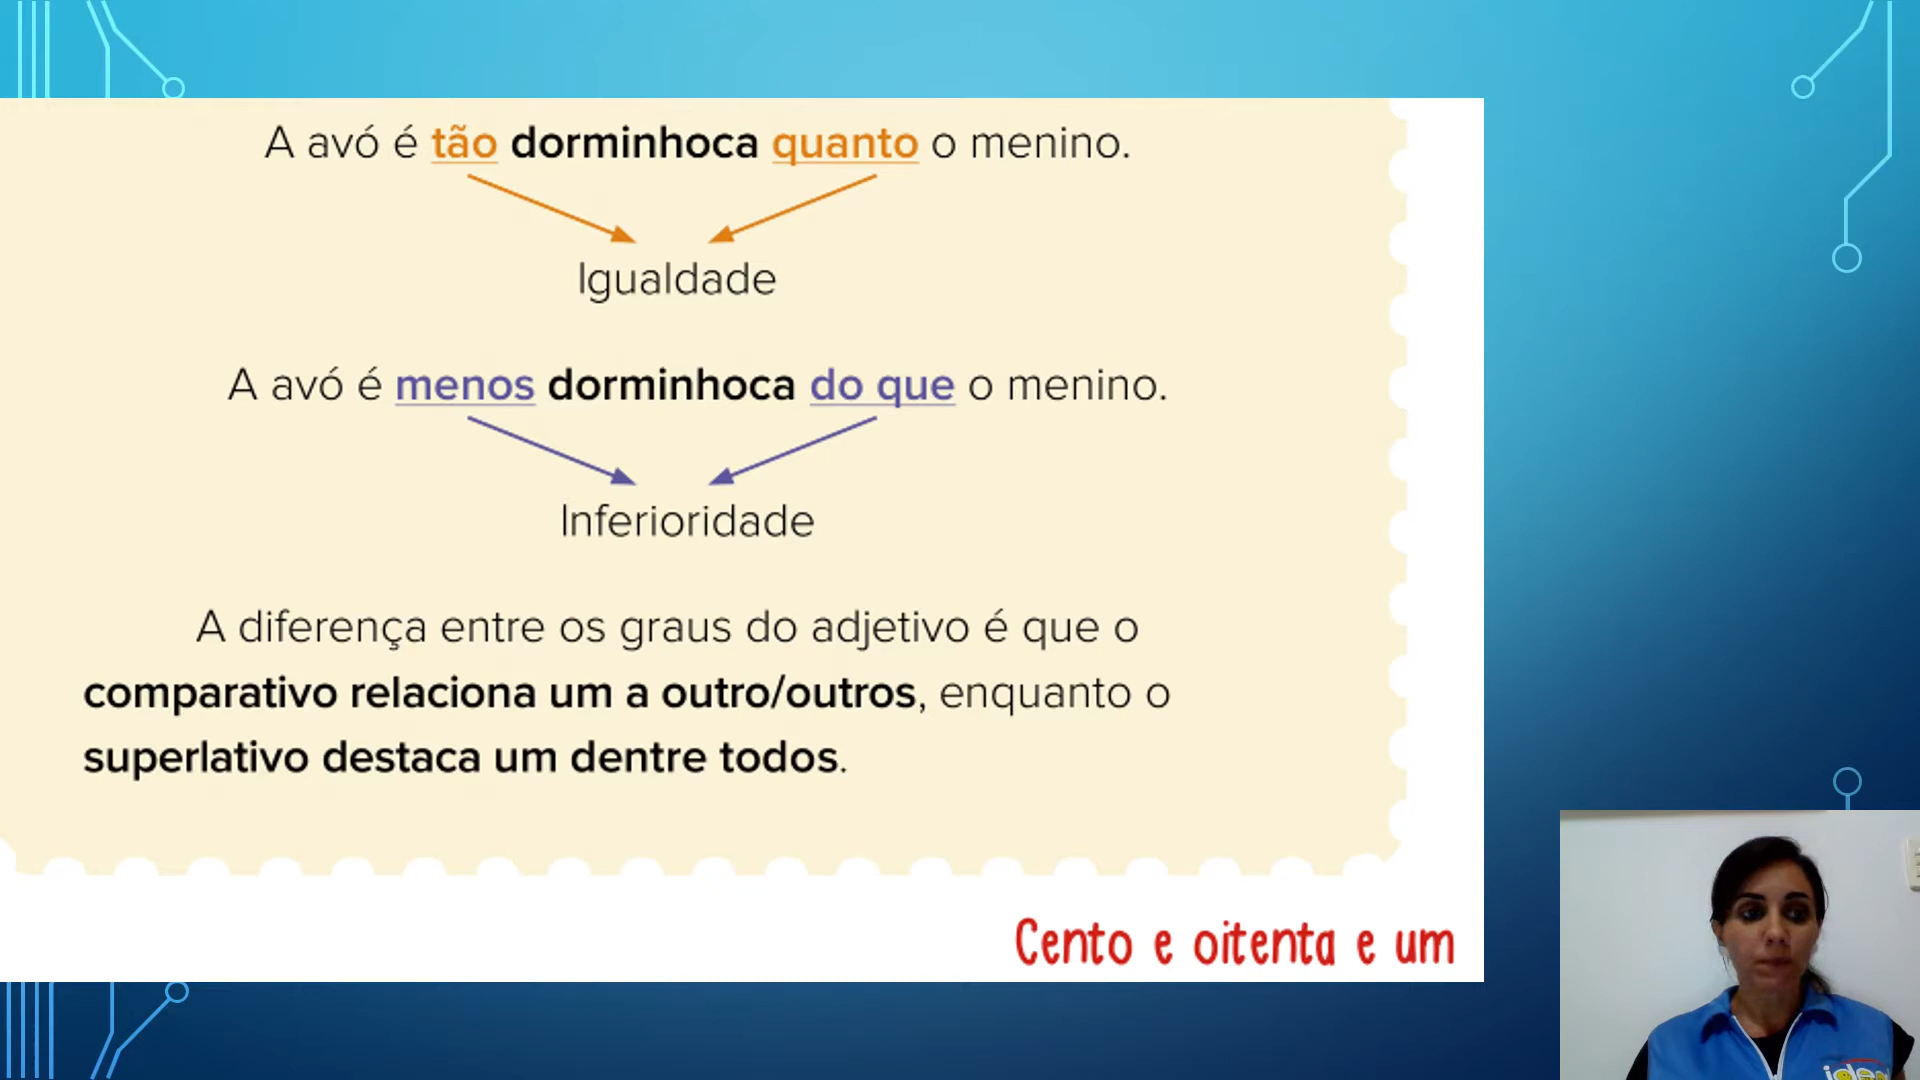 A avó é tão dorminhoca quanto o menino.
Igualdade
A avó é menos dorminhoca do que o menino.
Inferioridade
A diferença entre os graus do adjetivo é que o
comparativo relaciona um a outro/outros, enquanto o
superlativo destaca um dentre todos.
Cento e oitenta e um